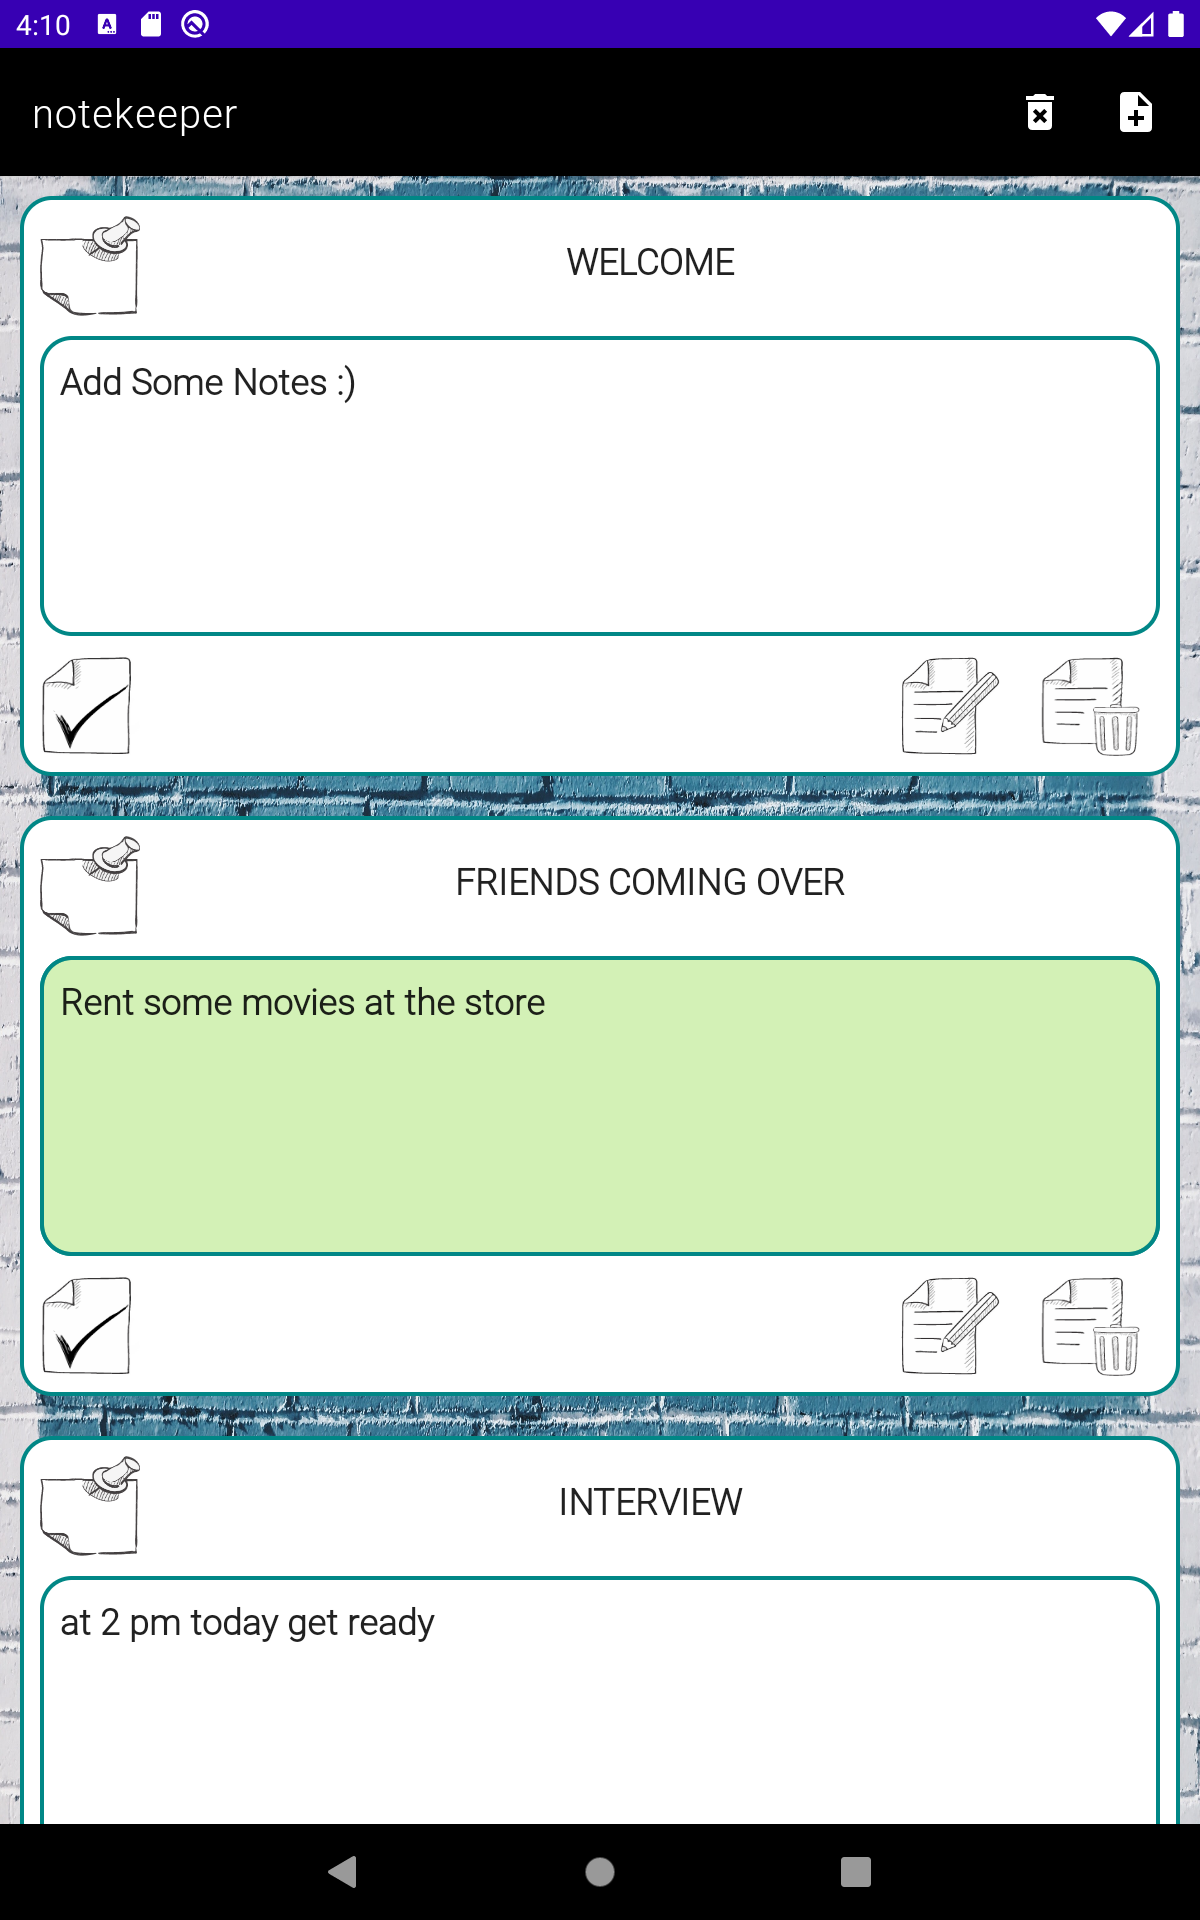 4:10
notekeeper
WELCOME
Add Some Notes :)
FRIENDS COMING OVER
Rent some movies at the store
INTERVIEW
at 2 pm today get ready